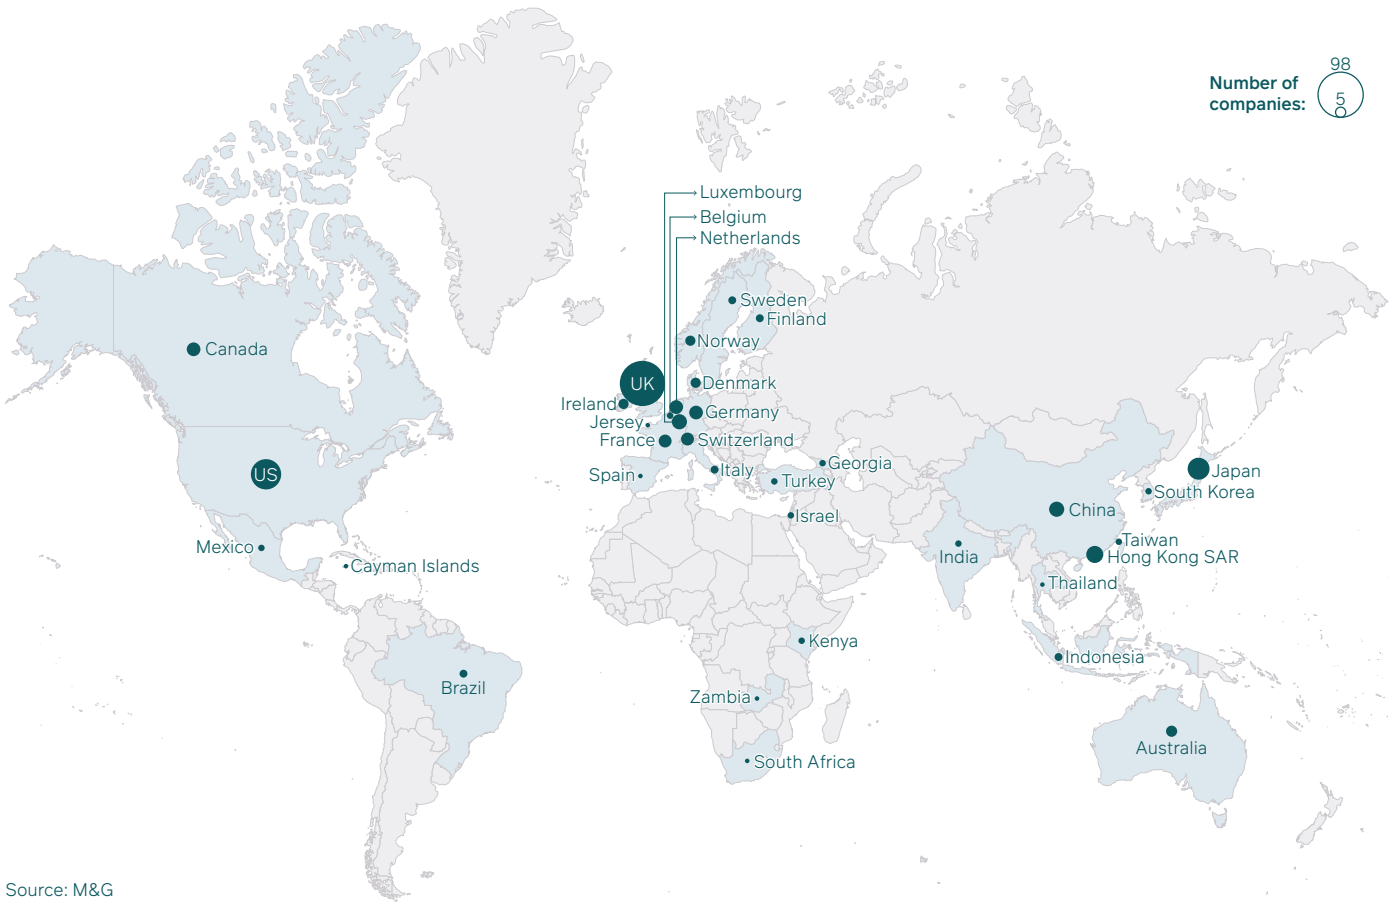 98
Number of
companies:
5
Luxembourg
Belgium
Netherlands
Sweden
Finland
Norway
Canada
UK
Denmark
Ireland
Germany
Jersey
France
Switzerland
Georgia
US
Spain
Italy
Turkey
Japan
South Korea
China
Israel
Mexico
Taiwan
India
Hong Kong SAR
Cayman Islands
Thailand
Kenya
Indonesia
Brazil
Zambia
Australia
South Africa
Source: M&G